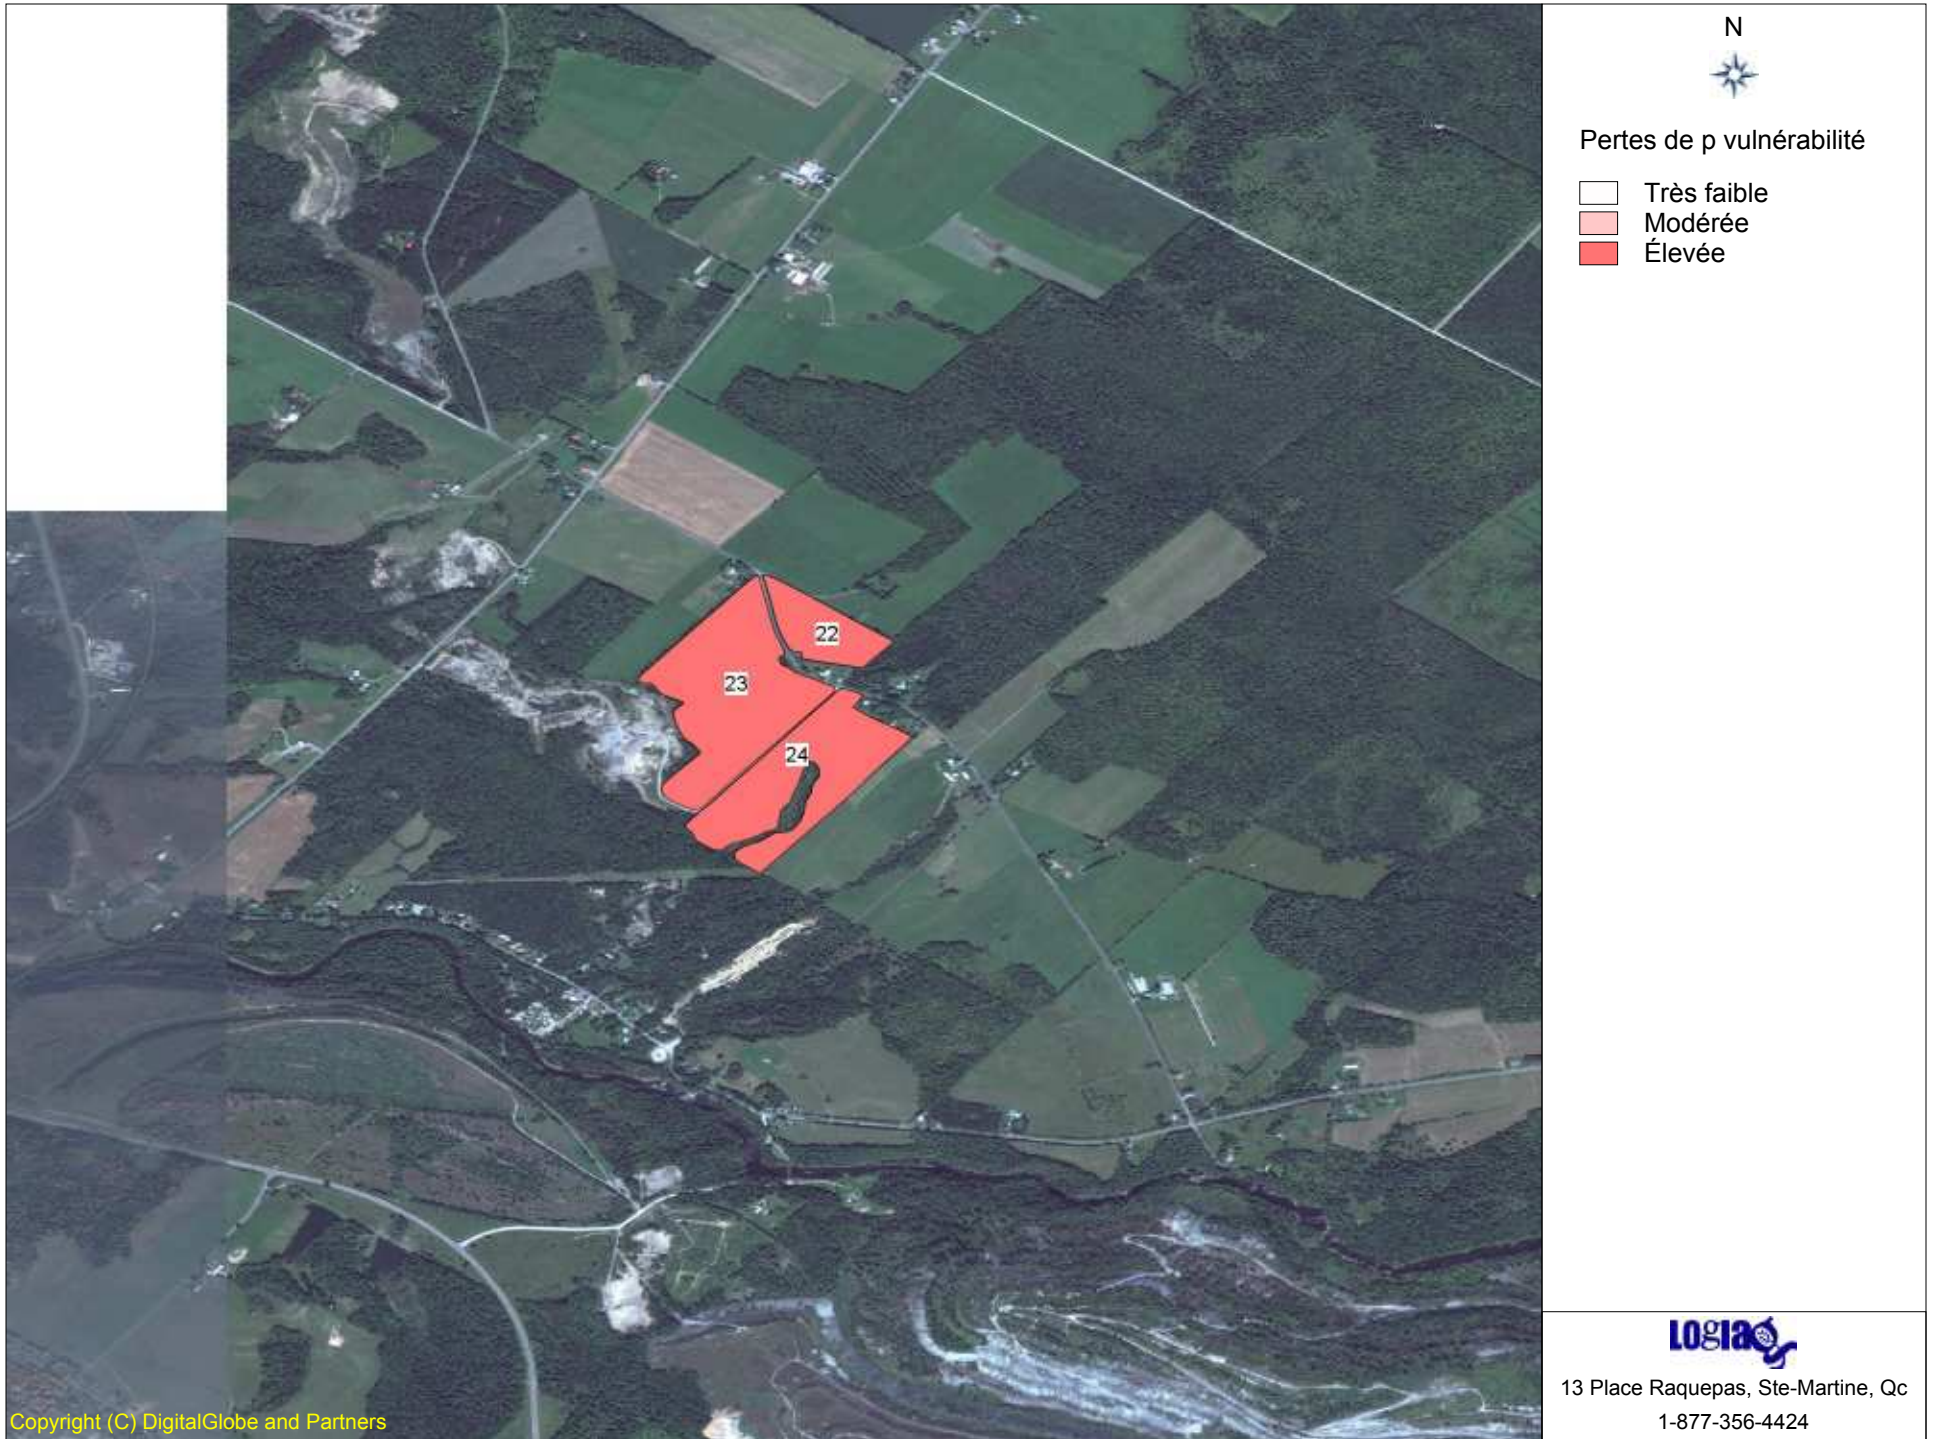 N
Pertes de p vulnérabilité
Très faible
Modérée
Élevée
22
23
24
Logiag
13 Place Raquepas, Ste-Martine, Qc
1-877-356-4424
Copyright (C) DigitalGlobe and Partners